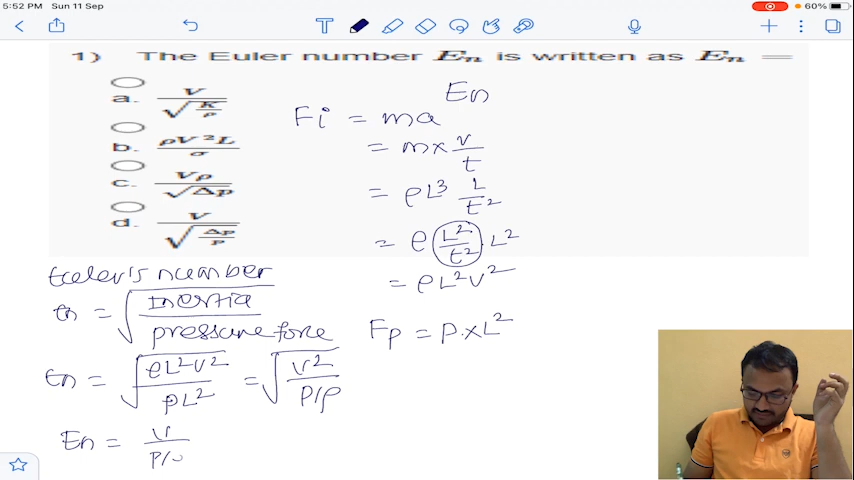 5:52 PM Sun 11 Sep
60%
1) The Euler number En is written as En =
a. V / √(K/ρ)
b. ρV²L / σ
c. Vρ / √Δp
d. V / √(Δp/ρ)
En
Fi = ma
= m × v/t
= ρL³ L/t²
= ρ (L²/t²) · L²
= ρL²V²
Fp = P × L²
Euler's number
En = √(Inertia / pressure force)
En = √(ρL²V² / PL²) = √(V² / P/ρ)
En = V / P/